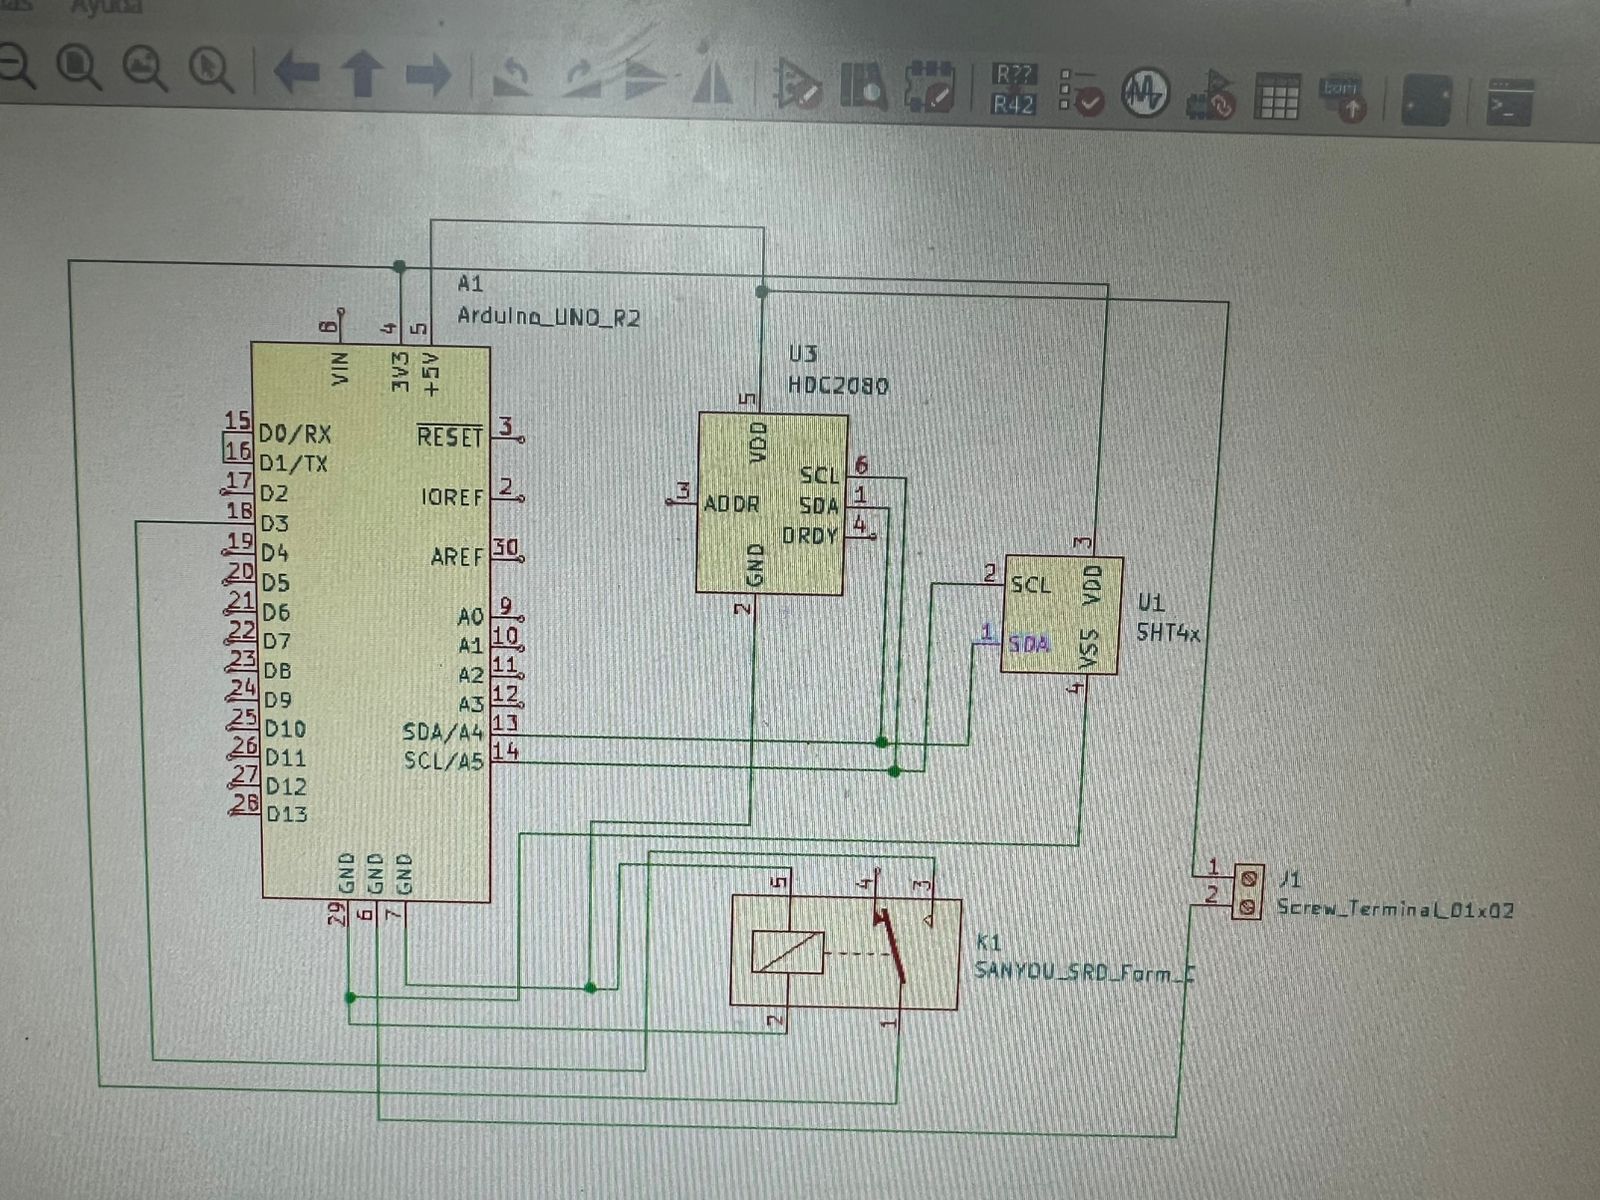 Ayuda
R??
R42
A1
Arduino_UNO_R2
8
4
5
VIN
3V3
+5V
15
D0/RX
16
D1/TX
17
D2
18
D3
19
D4
20
D5
21
D6
22
D7
23
D8
24
D9
25
D10
26
D11
27
D12
28
D13
RESET
3
IOREF
2
AREF
30
A0
9
A1
10
A2
11
A3
12
SDA/A4
13
SCL/A5
14
GND
GND
GND
29
6
7
U3
HDC2080
5
VDD
3
ADDR
SCL
6
SDA
1
DRDY
4
GND
2
3
2
SCL
VDD
1
SDA
VSS
4
U1
SHT4x
5
4
3
2
1
K1
SANYOU_SRD_Form_C
1
2
J1
Screw_Terminal_01x02